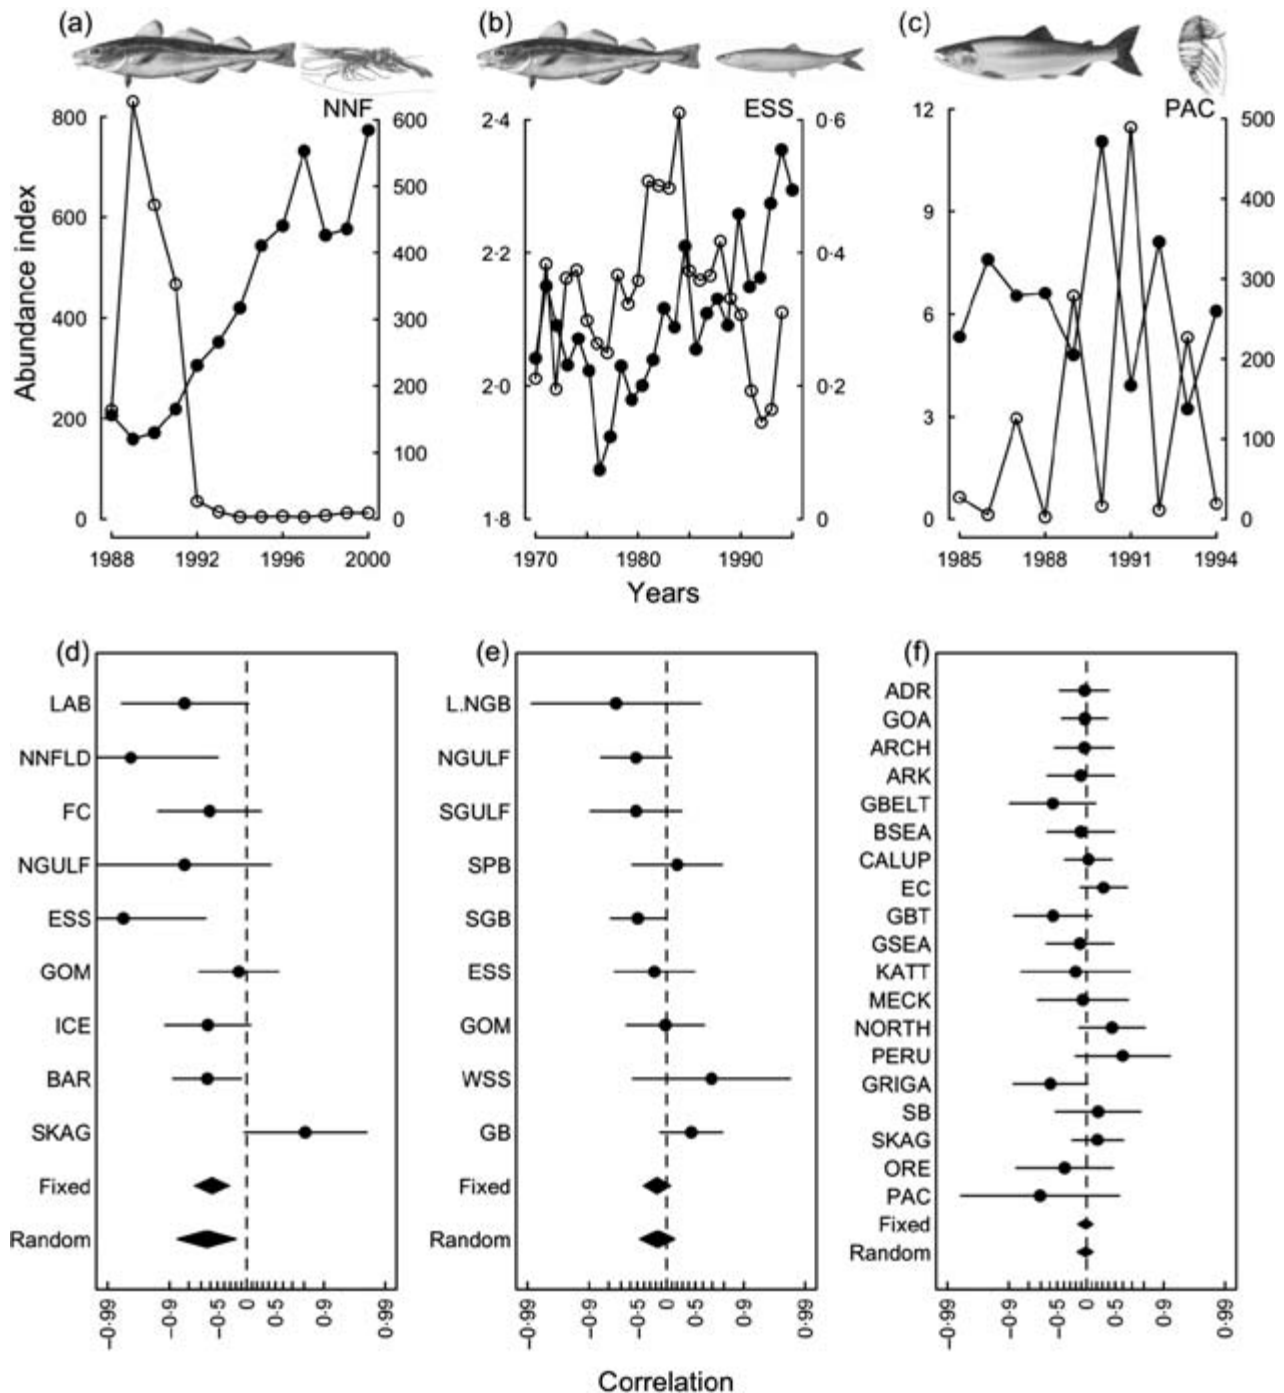 (a)
(b)
(c)
NNF
ESS
PAC
Abundance index
800
600
400
200
0
600
500
400
300
200
100
0
1988
1992
1996
2000
2·4
2·2
2·0
1·8
0·6
0·4
0·2
0
1970
1980
1990
12
9
6
3
0
500
400
300
200
100
0
1985
1988
1991
1994
Years
(d)
LAB
NNFLD
FC
NGULF
ESS
GOM
ICE
BAR
SKAG
Fixed
Random
−0·99
−0·9
−0·5
0
0·5
0·9
0·99
(e)
L.NGB
NGULF
SGULF
SPB
SGB
ESS
GOM
WSS
GB
Fixed
Random
−0·99
−0·9
−0·5
0
0·5
0·9
0·99
(f)
ADR
GOA
ARCH
ARK
GBELT
BSEA
CALUP
EC
GBT
GSEA
KATT
MECK
NORTH
PERU
GRIGA
SB
SKAG
ORE
PAC
Fixed
Random
−0·99
−0·9
−0·5
0
0·5
0·9
0·99
Correlation